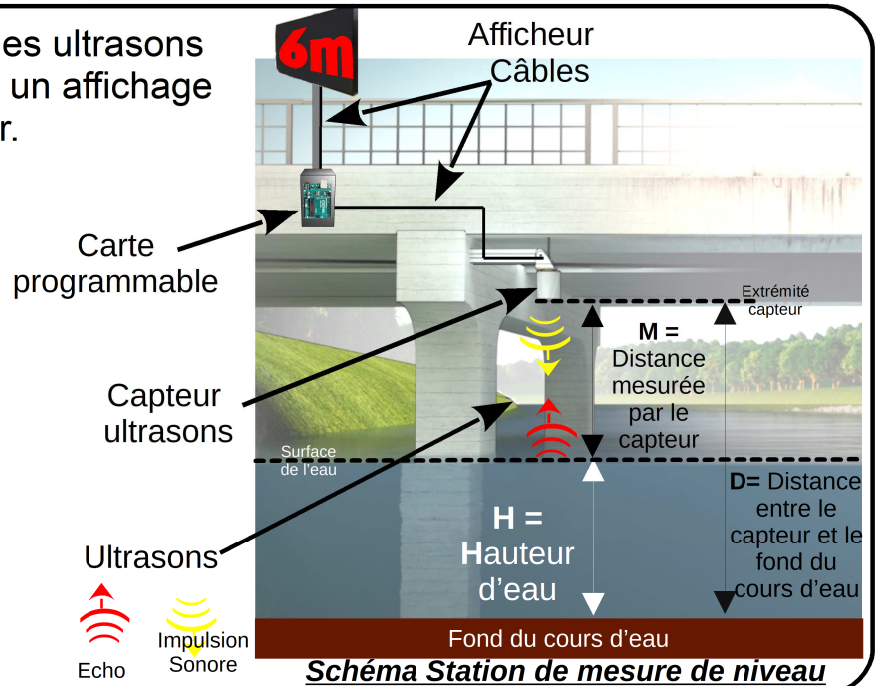 es ultrasons
un affichage
r.
6m
Afficheur
Câbles
Carte
programmable
Extrémité
capteur
M =
Distance
mesurée
par le
capteur
Capteur
ultrasons
Surface
de l'eau
D= Distance
entre le
capteur et le
fond du
cours d'eau
H =
Hauteur
d'eau
Ultrasons
Impulsion
Sonore
Echo
Fond du cours d'eau
Schéma Station de mesure de niveau